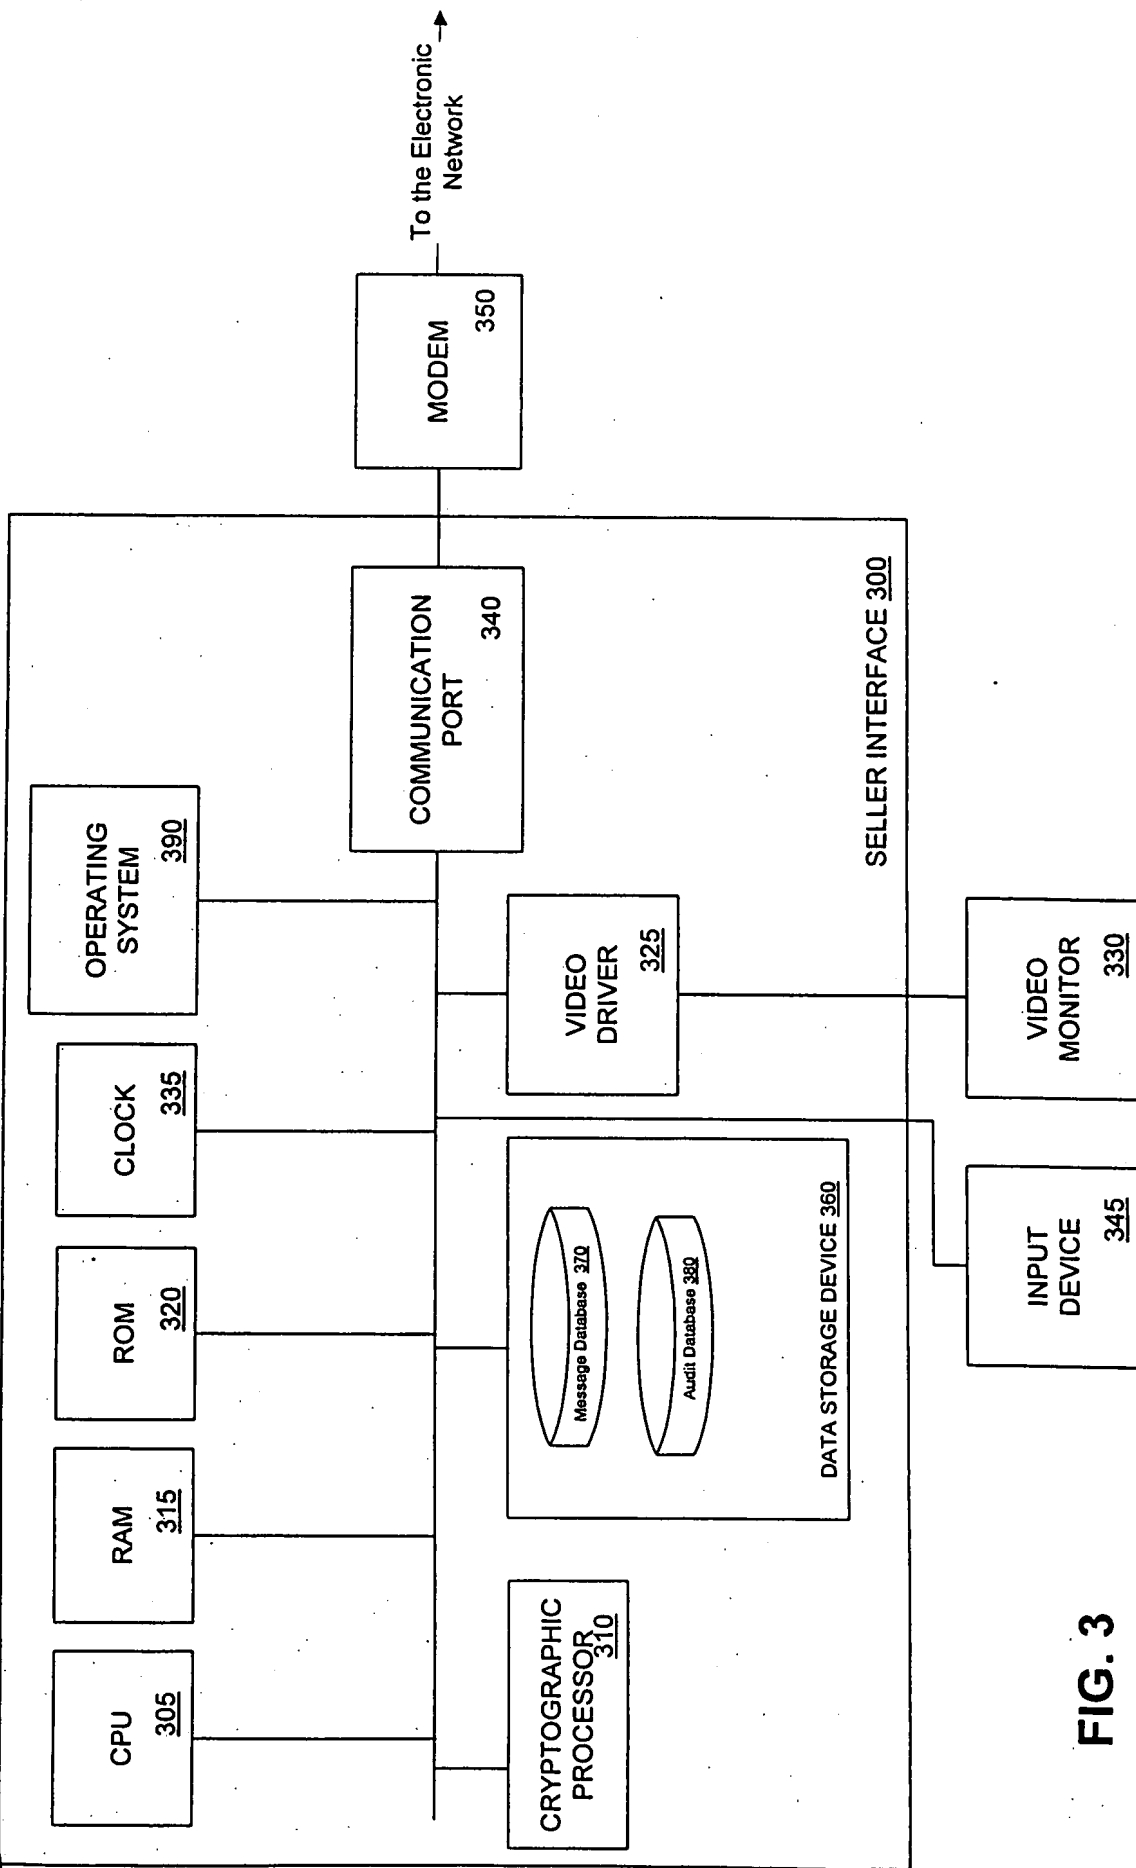 CPU
305
RAM
315
ROM
320
CLOCK
335
OPERATING
SYSTEM
390
COMMUNICATION
PORT
340
MODEM
350
To the Electronic
Network
CRYPTOGRAPHIC
PROCESSOR
310
Message Database 370
Audit Database 380
DATA STORAGE DEVICE 360
VIDEO
DRIVER
325
SELLER INTERFACE 300
INPUT
DEVICE
345
VIDEO
MONITOR
330
FIG. 3